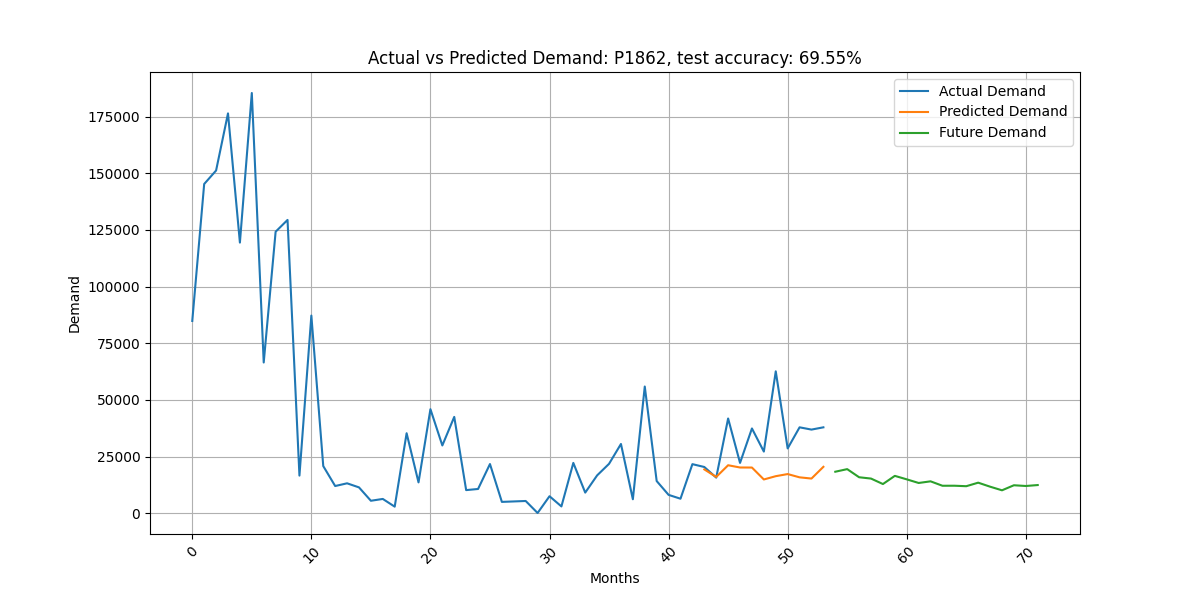 Actual vs Predicted Demand: P1862, test accuracy: 69.55%
Actual Demand
Predicted Demand
Future Demand
175000
150000
125000
100000
75000
50000
25000
0
Demand
0 10 20 30 40 50 60 70
Months